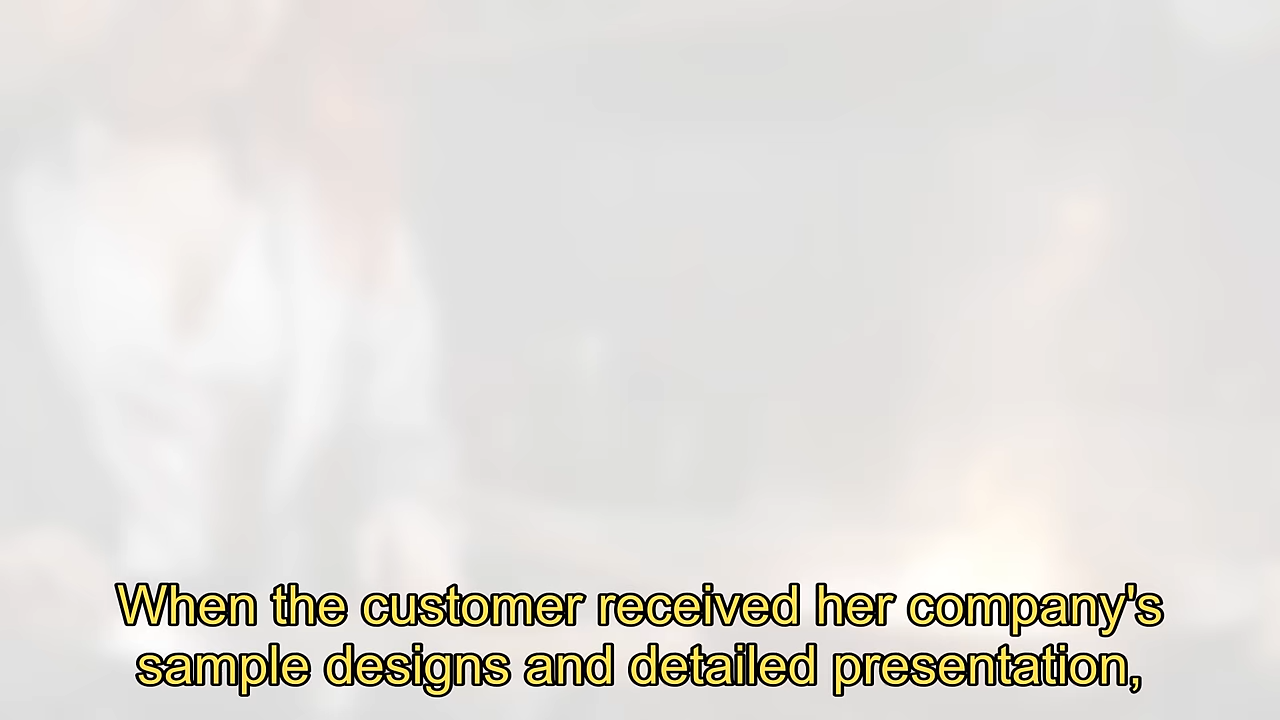 When the customer received her company's
sample designs and detailed presentation,